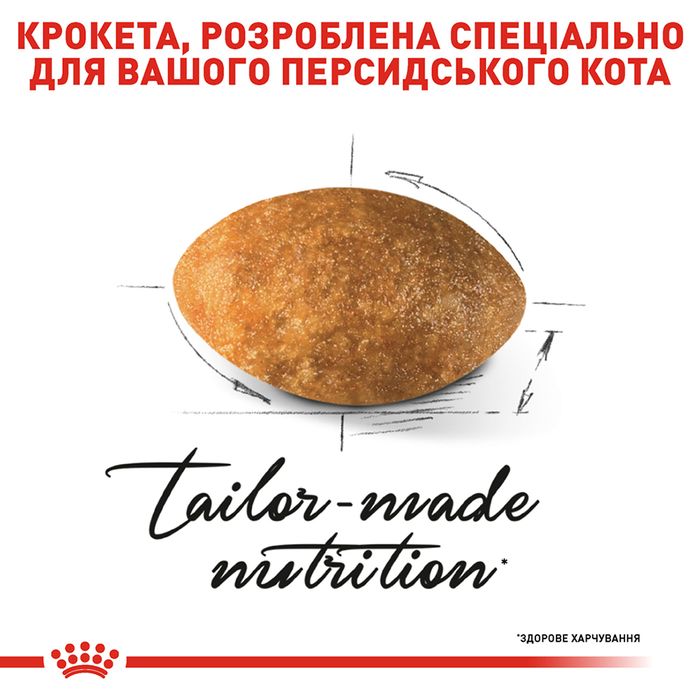 КРОКЕТА, РОЗРОБЛЕНА СПЕЦІАЛЬНО
ДЛЯ ВАШОГО ПЕРСИДСЬКОГО КОТА
Tailor-made
nutrition*
*ЗДОРОВЕ ХАРЧУВАННЯ